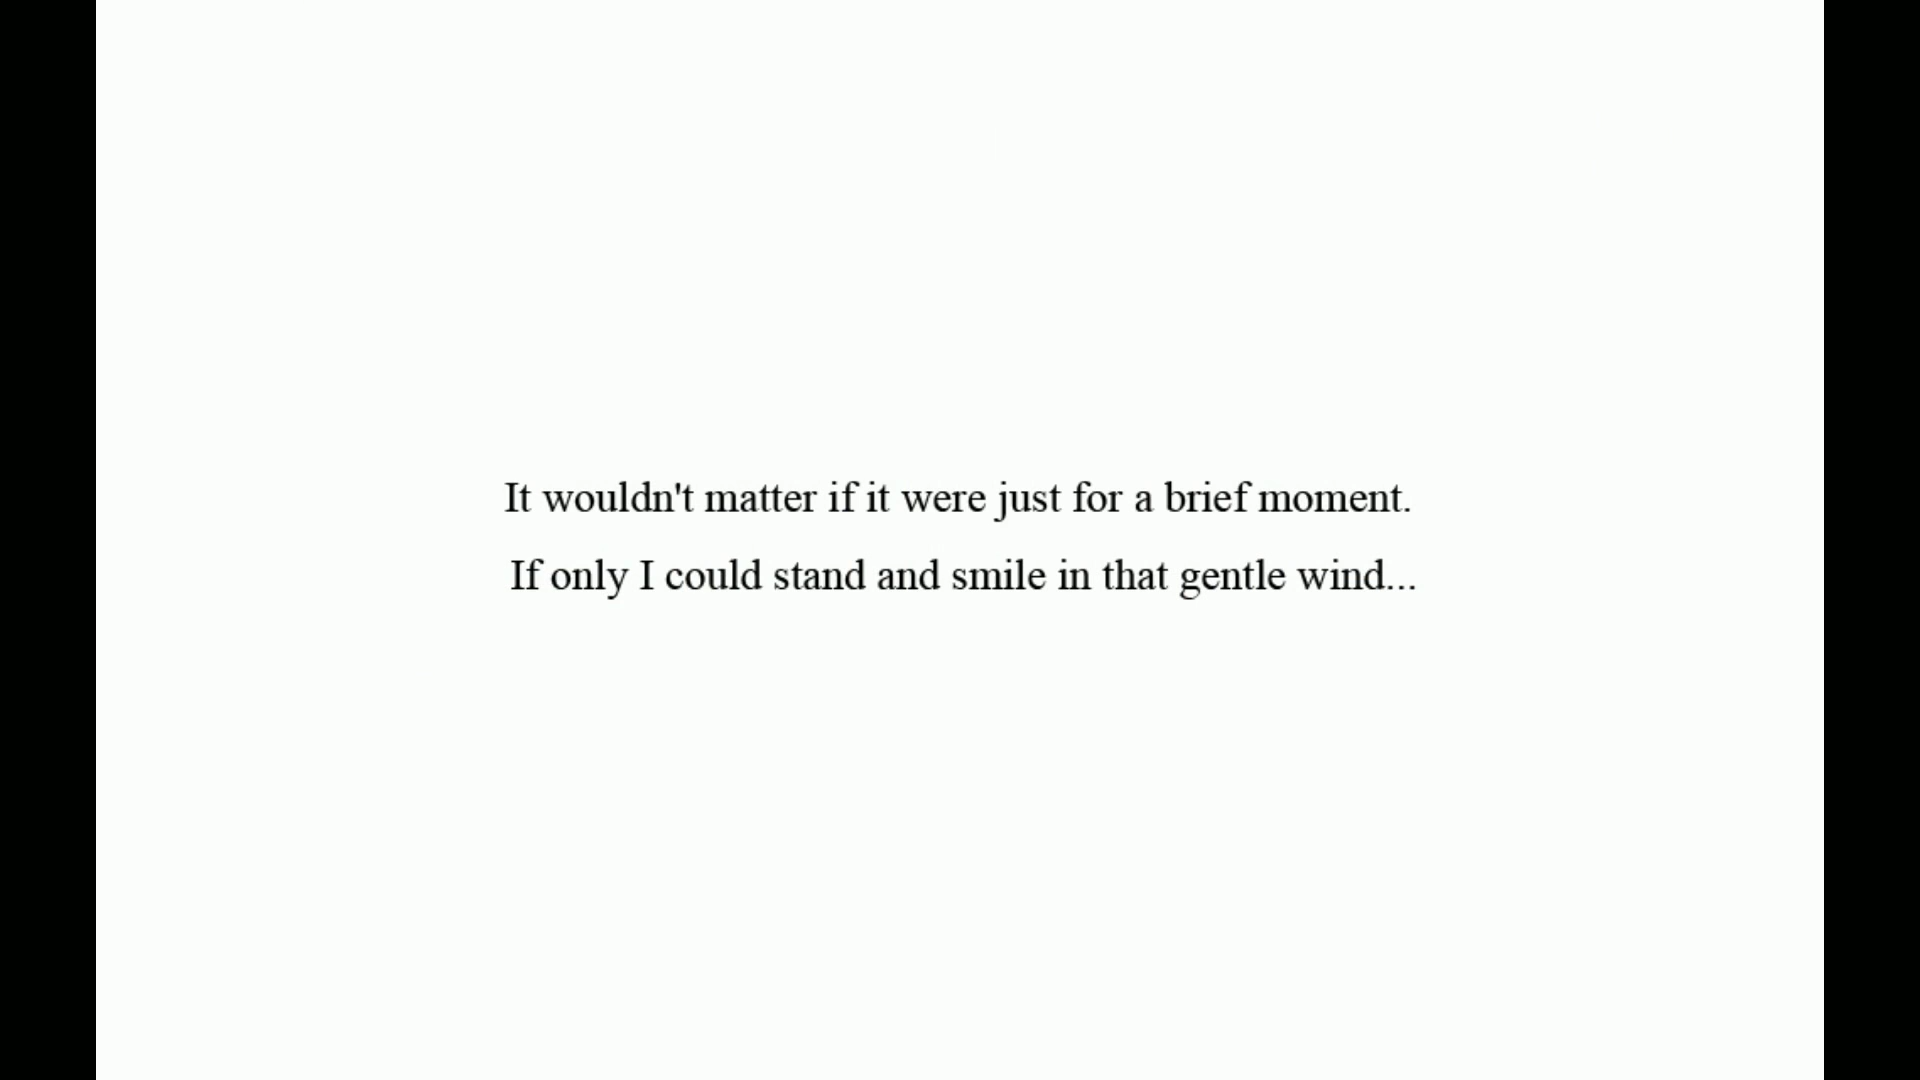 It wouldn't matter if it were just for a brief moment.
If only I could stand and smile in that gentle wind...